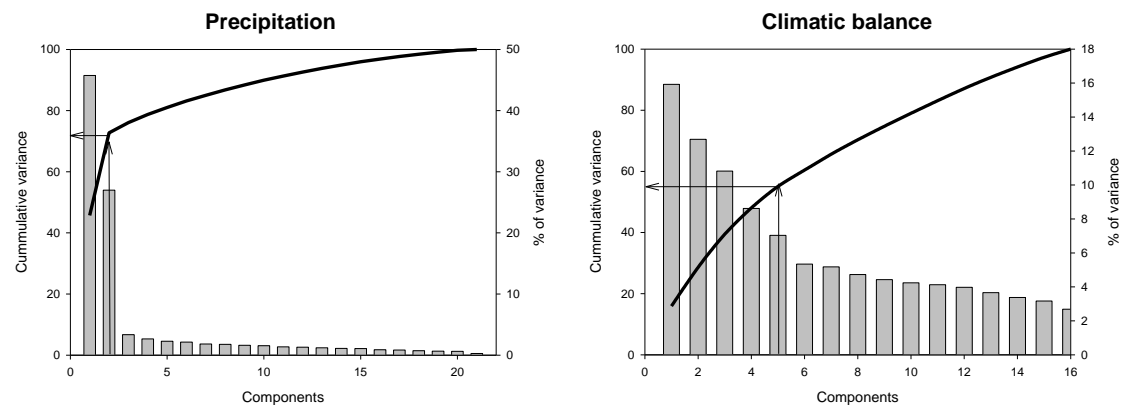 Precipitation
100
80
60
40
20
0
Cummulative variance
50
40
30
20
10
0
% of variance
0 5 10 15 20
Components
Climatic balance
100
80
60
40
20
0
Cummulative variance
18
16
14
12
10
8
6
4
2
0
% of variance
0 2 4 6 8 10 12 14 16
Components